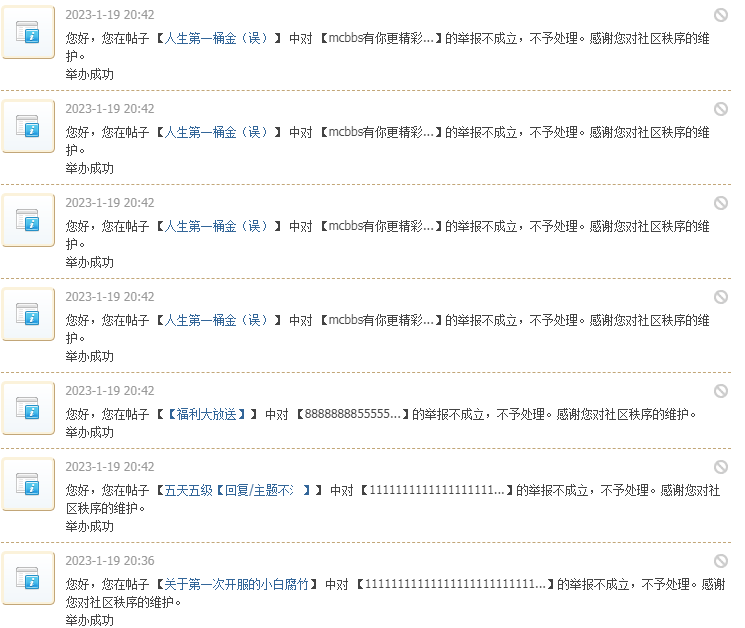 2023-1-19 20:42
您好，您在帖子 【人生第一桶金（误）】 中对 【mcbbs有你更精彩...】的举报不成立，不予处理。感谢您对社区秩序的维
护。
举办成功
2023-1-19 20:42
您好，您在帖子 【人生第一桶金（误）】 中对 【mcbbs有你更精彩...】的举报不成立，不予处理。感谢您对社区秩序的维
护。
举办成功
2023-1-19 20:42
您好，您在帖子 【人生第一桶金（误）】 中对 【mcbbs有你更精彩...】的举报不成立，不予处理。感谢您对社区秩序的维
护。
举办成功
2023-1-19 20:42
您好，您在帖子 【人生第一桶金（误）】 中对 【mcbbs有你更精彩...】的举报不成立，不予处理。感谢您对社区秩序的维
护。
举办成功
2023-1-19 20:42
您好，您在帖子 【【福利大放送】】 中对 【8888888855555...】的举报不成立，不予处理。感谢您对社区秩序的维护。
举办成功
2023-1-19 20:42
您好，您在帖子 【五天五级【回复/主题不氵】】 中对 【1111111111111111111...】的举报不成立，不予处理。感谢您对社
区秩序的维护。
举办成功
2023-1-19 20:36
您好，您在帖子 【关于第一次开服的小白腐竹】 中对 【11111111111111111111111111...】的举报不成立，不予处理。感谢
您对社区秩序的维护。
举办成功